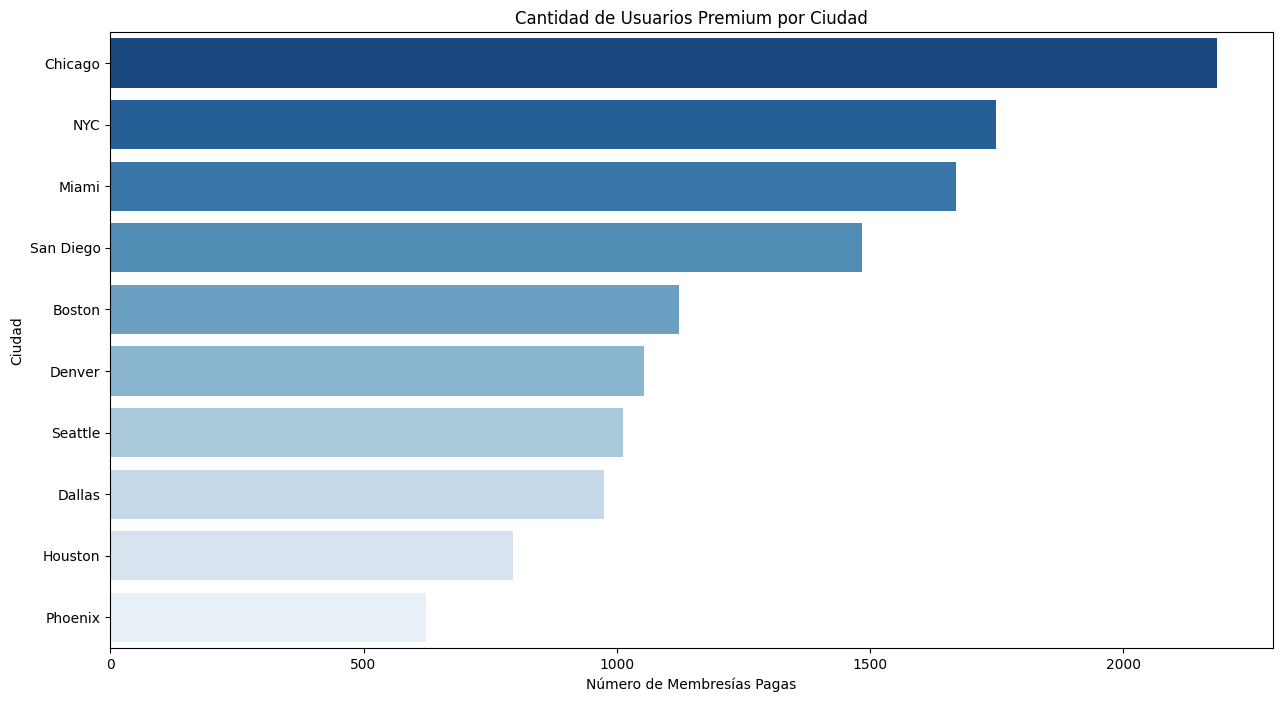 Cantidad de Usuarios Premium por Ciudad
Chicago
NYC
Miami
San Diego
Boston
Denver
Seattle
Dallas
Houston
Phoenix
Ciudad
0 500 1000 1500 2000
Número de Membresías Pagas